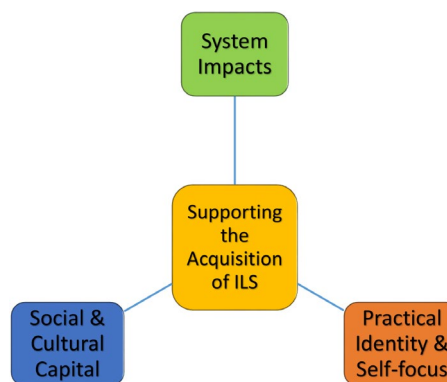 System
Impacts
Supporting
the
Acquisition
of ILS
Social &
Cultural
Capital
Practical
Identity &
Self-focus